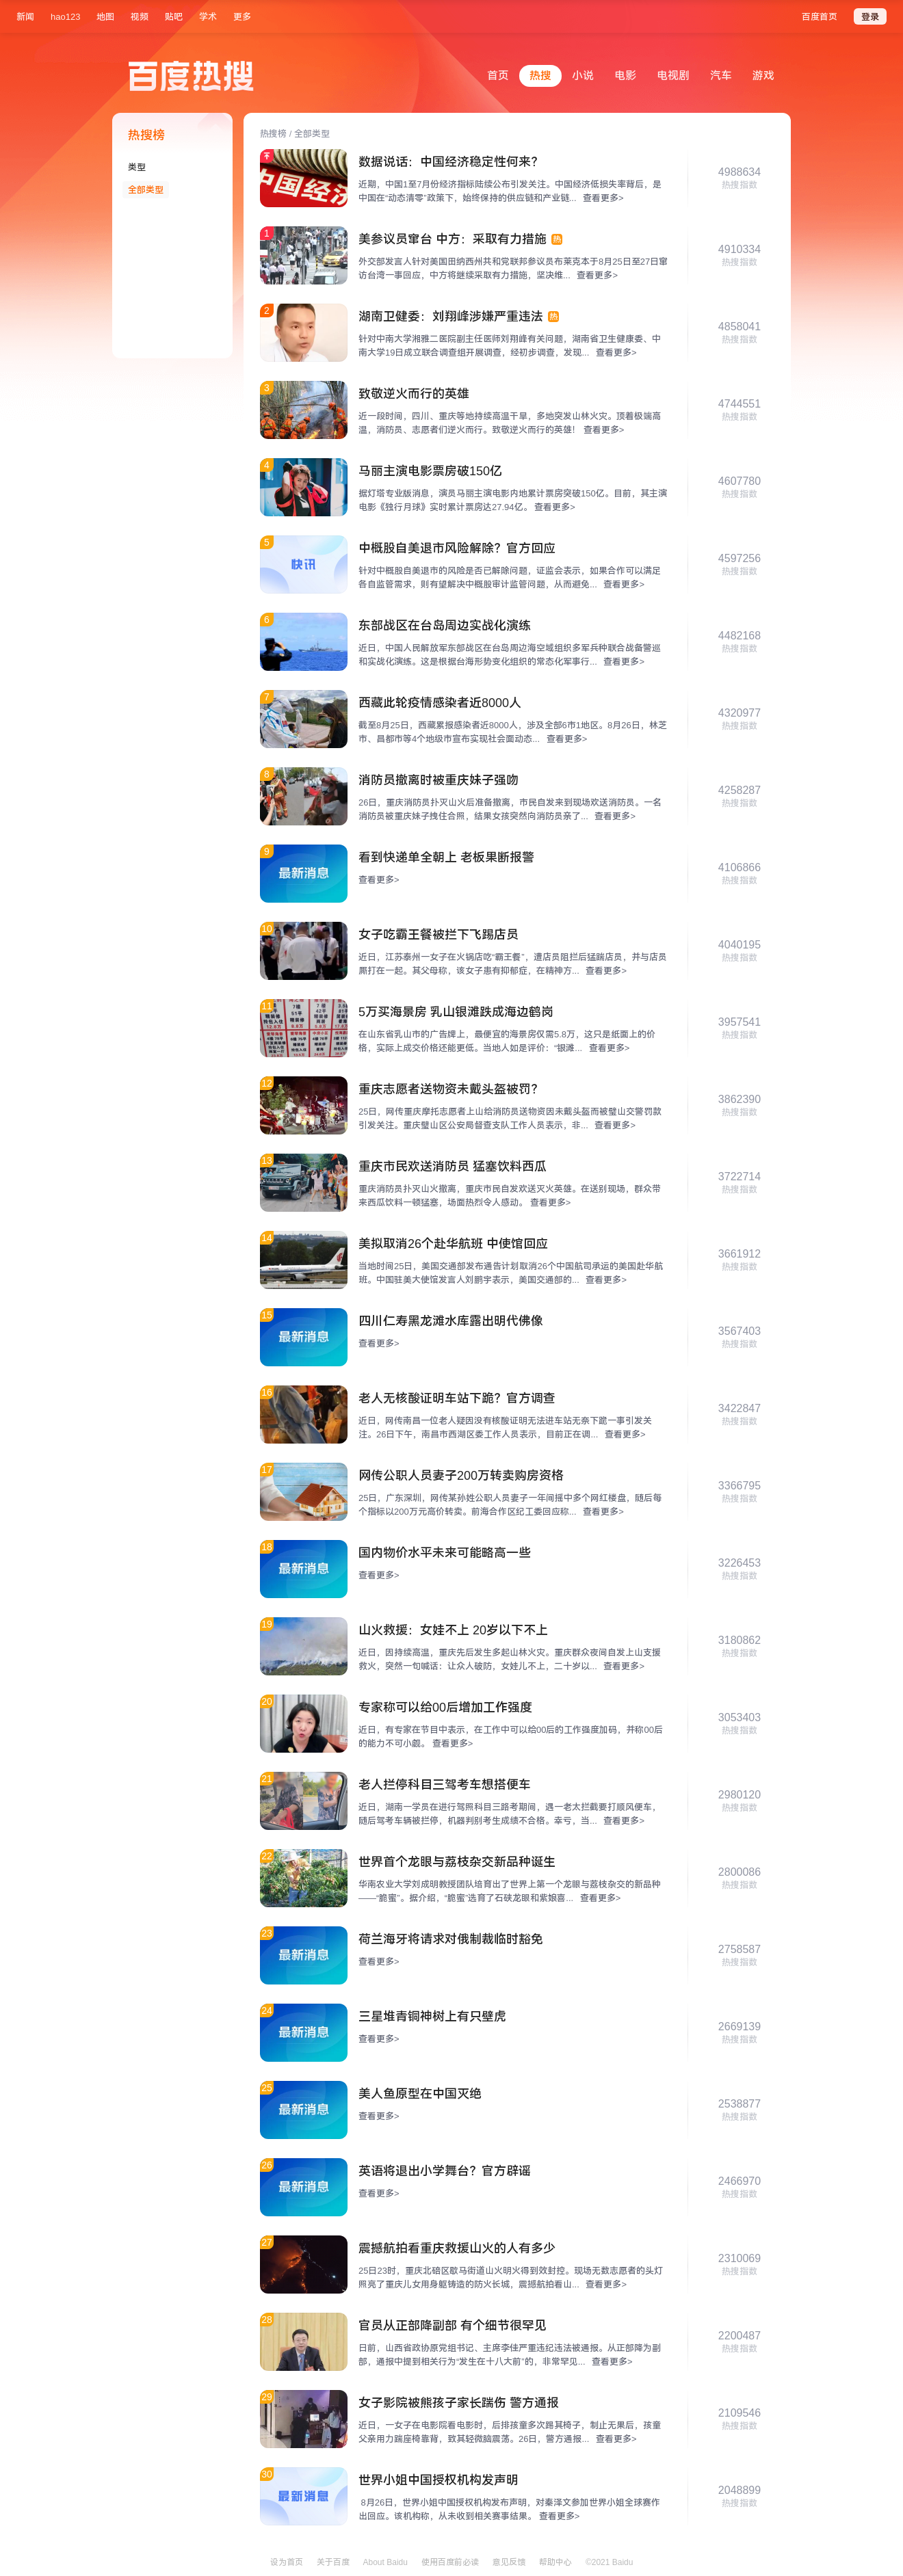 新闻 hao123 地图 视频 贴吧 学术 更多 百度首页 登录
百度热搜
首页 热搜 小说 电影 电视剧 汽车 游戏
热搜榜
类型
全部类型
热搜榜 / 全部类型
中国经济
数据说话：中国经济稳定性何来？
近期，中国1至7月份经济指标陆续公布引发关注。中国经济低损失率背后，是
中国在“动态清零”政策下，始终保持的供应链和产业链... 查看更多>
4988634
热搜指数
1
美参议员窜台 中方：采取有力措施 热
外交部发言人针对美国田纳西州共和党联邦参议员布莱克本于8月25日至27日窜
访台湾一事回应，中方将继续采取有力措施，坚决维... 查看更多>
4910334
热搜指数
2
湖南卫健委：刘翔峰涉嫌严重违法 热
针对中南大学湘雅二医院副主任医师刘翔峰有关问题，湖南省卫生健康委、中
南大学19日成立联合调查组开展调查，经初步调查，发现... 查看更多>
4858041
热搜指数
3
致敬逆火而行的英雄
近一段时间，四川、重庆等地持续高温干旱，多地突发山林火灾。顶着极端高
温，消防员、志愿者们逆火而行。致敬逆火而行的英雄！ 查看更多>
4744551
热搜指数
4
马丽主演电影票房破150亿
据灯塔专业版消息，演员马丽主演电影内地累计票房突破150亿。目前，其主演
电影《独行月球》实时累计票房达27.94亿。 查看更多>
4607780
热搜指数
5
快讯
中概股自美退市风险解除？官方回应
针对中概股自美退市的风险是否已解除问题，证监会表示，如果合作可以满足
各自监管需求，则有望解决中概股审计监管问题，从而避免... 查看更多>
4597256
热搜指数
6
东部战区在台岛周边实战化演练
近日，中国人民解放军东部战区在台岛周边海空域组织多军兵种联合战备警巡
和实战化演练。这是根据台海形势变化组织的常态化军事行... 查看更多>
4482168
热搜指数
7
西藏此轮疫情感染者近8000人
截至8月25日，西藏累报感染者近8000人，涉及全部6市1地区。8月26日，林芝
市、昌都市等4个地级市宣布实现社会面动态... 查看更多>
4320977
热搜指数
8
消防员撤离时被重庆妹子强吻
26日，重庆消防员扑灭山火后准备撤离，市民自发来到现场欢送消防员。一名
消防员被重庆妹子拽住合照，结果女孩突然向消防员亲了... 查看更多>
4258287
热搜指数
9
最新消息
看到快递单全朝上 老板果断报警
查看更多>
4106866
热搜指数
10
女子吃霸王餐被拦下飞踢店员
近日，江苏泰州一女子在火锅店吃“霸王餐”，遭店员阻拦后猛踹店员，并与店员
厮打在一起。其父母称，该女子患有抑郁症，在精神方... 查看更多>
4040195
热搜指数
11
5万买海景房 乳山银滩跌成海边鹤岗
在山东省乳山市的广告牌上，最便宜的海景房仅需5.8万，这只是纸面上的价
格，实际上成交价格还能更低。当地人如是评价：“银滩... 查看更多>
3957541
热搜指数
12
重庆志愿者送物资未戴头盔被罚？
25日，网传重庆摩托志愿者上山给消防员送物资因未戴头盔而被璧山交警罚款
引发关注。重庆璧山区公安局督查支队工作人员表示，非... 查看更多>
3862390
热搜指数
13
重庆市民欢送消防员 猛塞饮料西瓜
重庆消防员扑灭山火撤离，重庆市民自发欢送灭火英雄。在送别现场，群众带
来西瓜饮料一顿猛塞，场面热烈令人感动。 查看更多>
3722714
热搜指数
14
美拟取消26个赴华航班 中使馆回应
当地时间25日，美国交通部发布通告计划取消26个中国航司承运的美国赴华航
班。中国驻美大使馆发言人刘鹏宇表示，美国交通部的... 查看更多>
3661912
热搜指数
15
最新消息
四川仁寿黑龙滩水库露出明代佛像
查看更多>
3567403
热搜指数
16
老人无核酸证明车站下跪？官方调查
近日，网传南昌一位老人疑因没有核酸证明无法进车站无奈下跪一事引发关
注。26日下午，南昌市西湖区委工作人员表示，目前正在调... 查看更多>
3422847
热搜指数
17
网传公职人员妻子200万转卖购房资格
25日，广东深圳，网传某孙姓公职人员妻子一年间摇中多个网红楼盘，随后每
个指标以200万元高价转卖。前海合作区纪工委回应称... 查看更多>
3366795
热搜指数
18
最新消息
国内物价水平未来可能略高一些
查看更多>
3226453
热搜指数
19
山火救援：女娃不上 20岁以下不上
近日，因持续高温，重庆先后发生多起山林火灾。重庆群众夜间自发上山支援
救火，突然一句喊话：让众人破防，女娃儿不上，二十岁以... 查看更多>
3180862
热搜指数
20
专家称可以给00后增加工作强度
近日，有专家在节目中表示，在工作中可以给00后的工作强度加码，并称00后
的能力不可小觑。 查看更多>
3053403
热搜指数
21
老人拦停科目三驾考车想搭便车
近日，湖南一学员在进行驾照科目三路考期间，遇一老太拦截要打顺风便车，
随后驾考车辆被拦停，机器判别考生成绩不合格。幸亏，当... 查看更多>
2980120
热搜指数
22
世界首个龙眼与荔枝杂交新品种诞生
华南农业大学刘成明教授团队培育出了世界上第一个龙眼与荔枝杂交的新品种
——“脆蜜”。据介绍，“脆蜜”选育了石硖龙眼和紫娘喜... 查看更多>
2800086
热搜指数
23
最新消息
荷兰海牙将请求对俄制裁临时豁免
查看更多>
2758587
热搜指数
24
最新消息
三星堆青铜神树上有只壁虎
查看更多>
2669139
热搜指数
25
最新消息
美人鱼原型在中国灭绝
查看更多>
2538877
热搜指数
26
最新消息
英语将退出小学舞台？官方辟谣
查看更多>
2466970
热搜指数
27
震撼航拍看重庆救援山火的人有多少
25日23时，重庆北碚区歇马街道山火明火得到效封控。现场无数志愿者的头灯
照亮了重庆儿女用身躯铸造的防火长城，震撼航拍看山... 查看更多>
2310069
热搜指数
28
官员从正部降副部 有个细节很罕见
日前，山西省政协原党组书记、主席李佳严重违纪违法被通报。从正部降为副
部，通报中提到相关行为“发生在十八大前”的，非常罕见... 查看更多>
2200487
热搜指数
29
女子影院被熊孩子家长踹伤 警方通报
近日，一女子在电影院看电影时，后排孩童多次踢其椅子，制止无果后，孩童
父亲用力踹座椅靠背，致其轻微脑震荡。26日，警方通报... 查看更多>
2109546
热搜指数
30
最新消息
世界小姐中国授权机构发声明
8月26日，世界小姐中国授权机构发布声明，对秦泽文参加世界小姐全球赛作
出回应。该机构称，从未收到相关赛事结果。 查看更多>
2048899
热搜指数
设为首页 关于百度 About Baidu 使用百度前必读 意见反馈 帮助中心 ©2021 Baidu